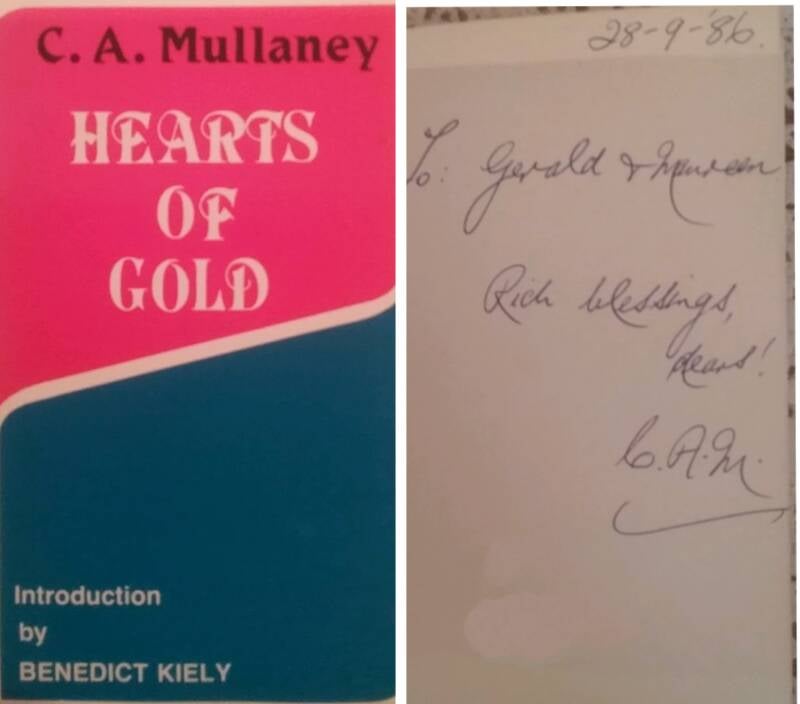 C. A. Mullaney
HEARTS
OF
GOLD
Introduction
by
BENEDICT KIELY
28-9-'86.
To: Gerald & Maureen
Rich blessings,
dears!
C.A.M.